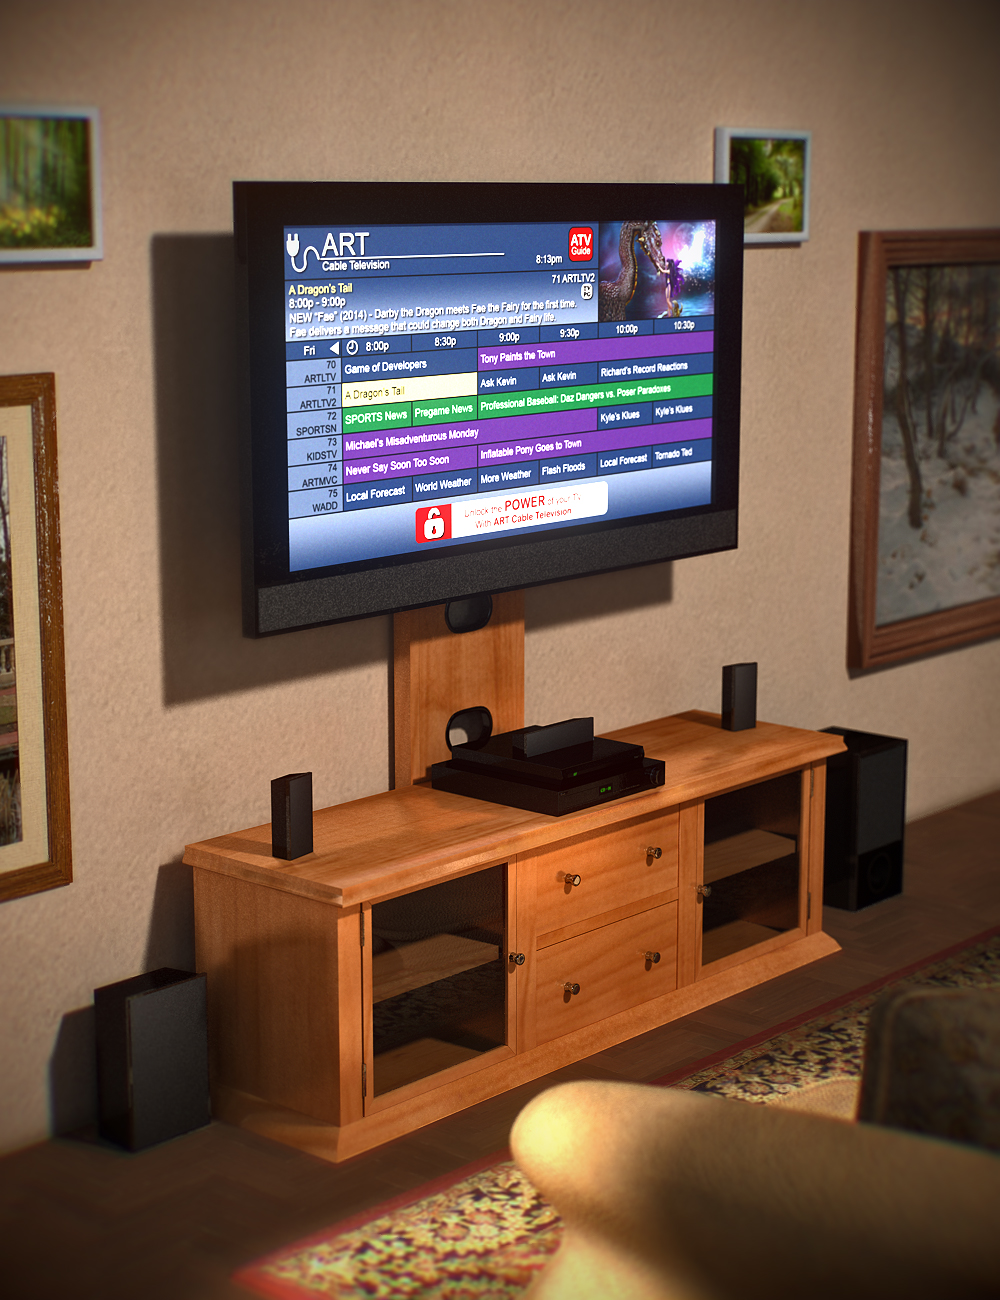 ART
Cable Television
8:13pm
ATV
Guide
A Dragon's Tail
71 ARTLTV2
8:00p - 9:00p
NEW "Fae" (2014) - Darby the Dragon meets Fae the Fairy for the first time.
Fae delivers a message that could change both Dragon and Fairy life.
Fri 8:00p 8:30p 9:00p 9:30p 10:00p 10:30p
70
ARTLTV
Game of Developers Tony Paints the Town
71
ARTLTV2
A Dragon's Tail Ask Kevin Ask Kevin Richard's Record Reactions
72
SPORTSN
SPORTS News Pregame News Professional Baseball: Daz Dangers vs. Poser Paradoxes
73
KIDSTV
Michael's Misadventurous Monday Kyle's Klues Kyle's Klues
74
ARTMVC
Never Say Soon Too Soon Inflatable Pony Goes to Town
75
WADD
Local Forecast World Weather More Weather Flash Floods Local Forecast Tornado Tad
Unlock the POWER of your TV
With ART Cable Television